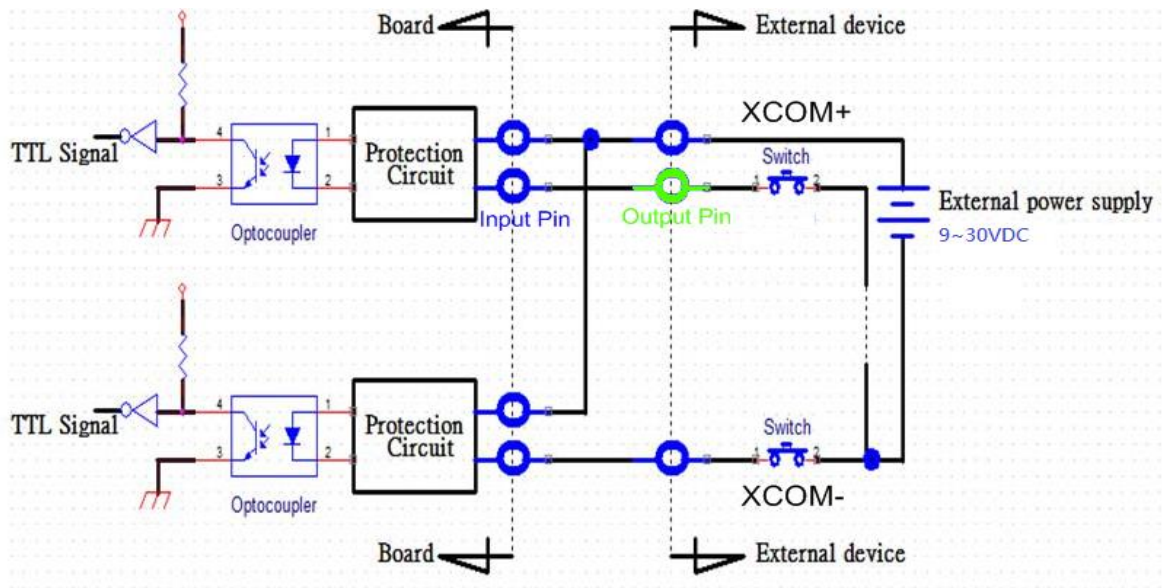 Board
External device
XCOM+
TTL Signal
4
1
Protection
Circuit
Switch
1
2
3
2
Input Pin
Output Pin
External power supply
9~30VDC
Optocoupler
TTL Signal
4
1
Protection
Circuit
Switch
1
2
3
2
XCOM-
Optocoupler
Board
External device